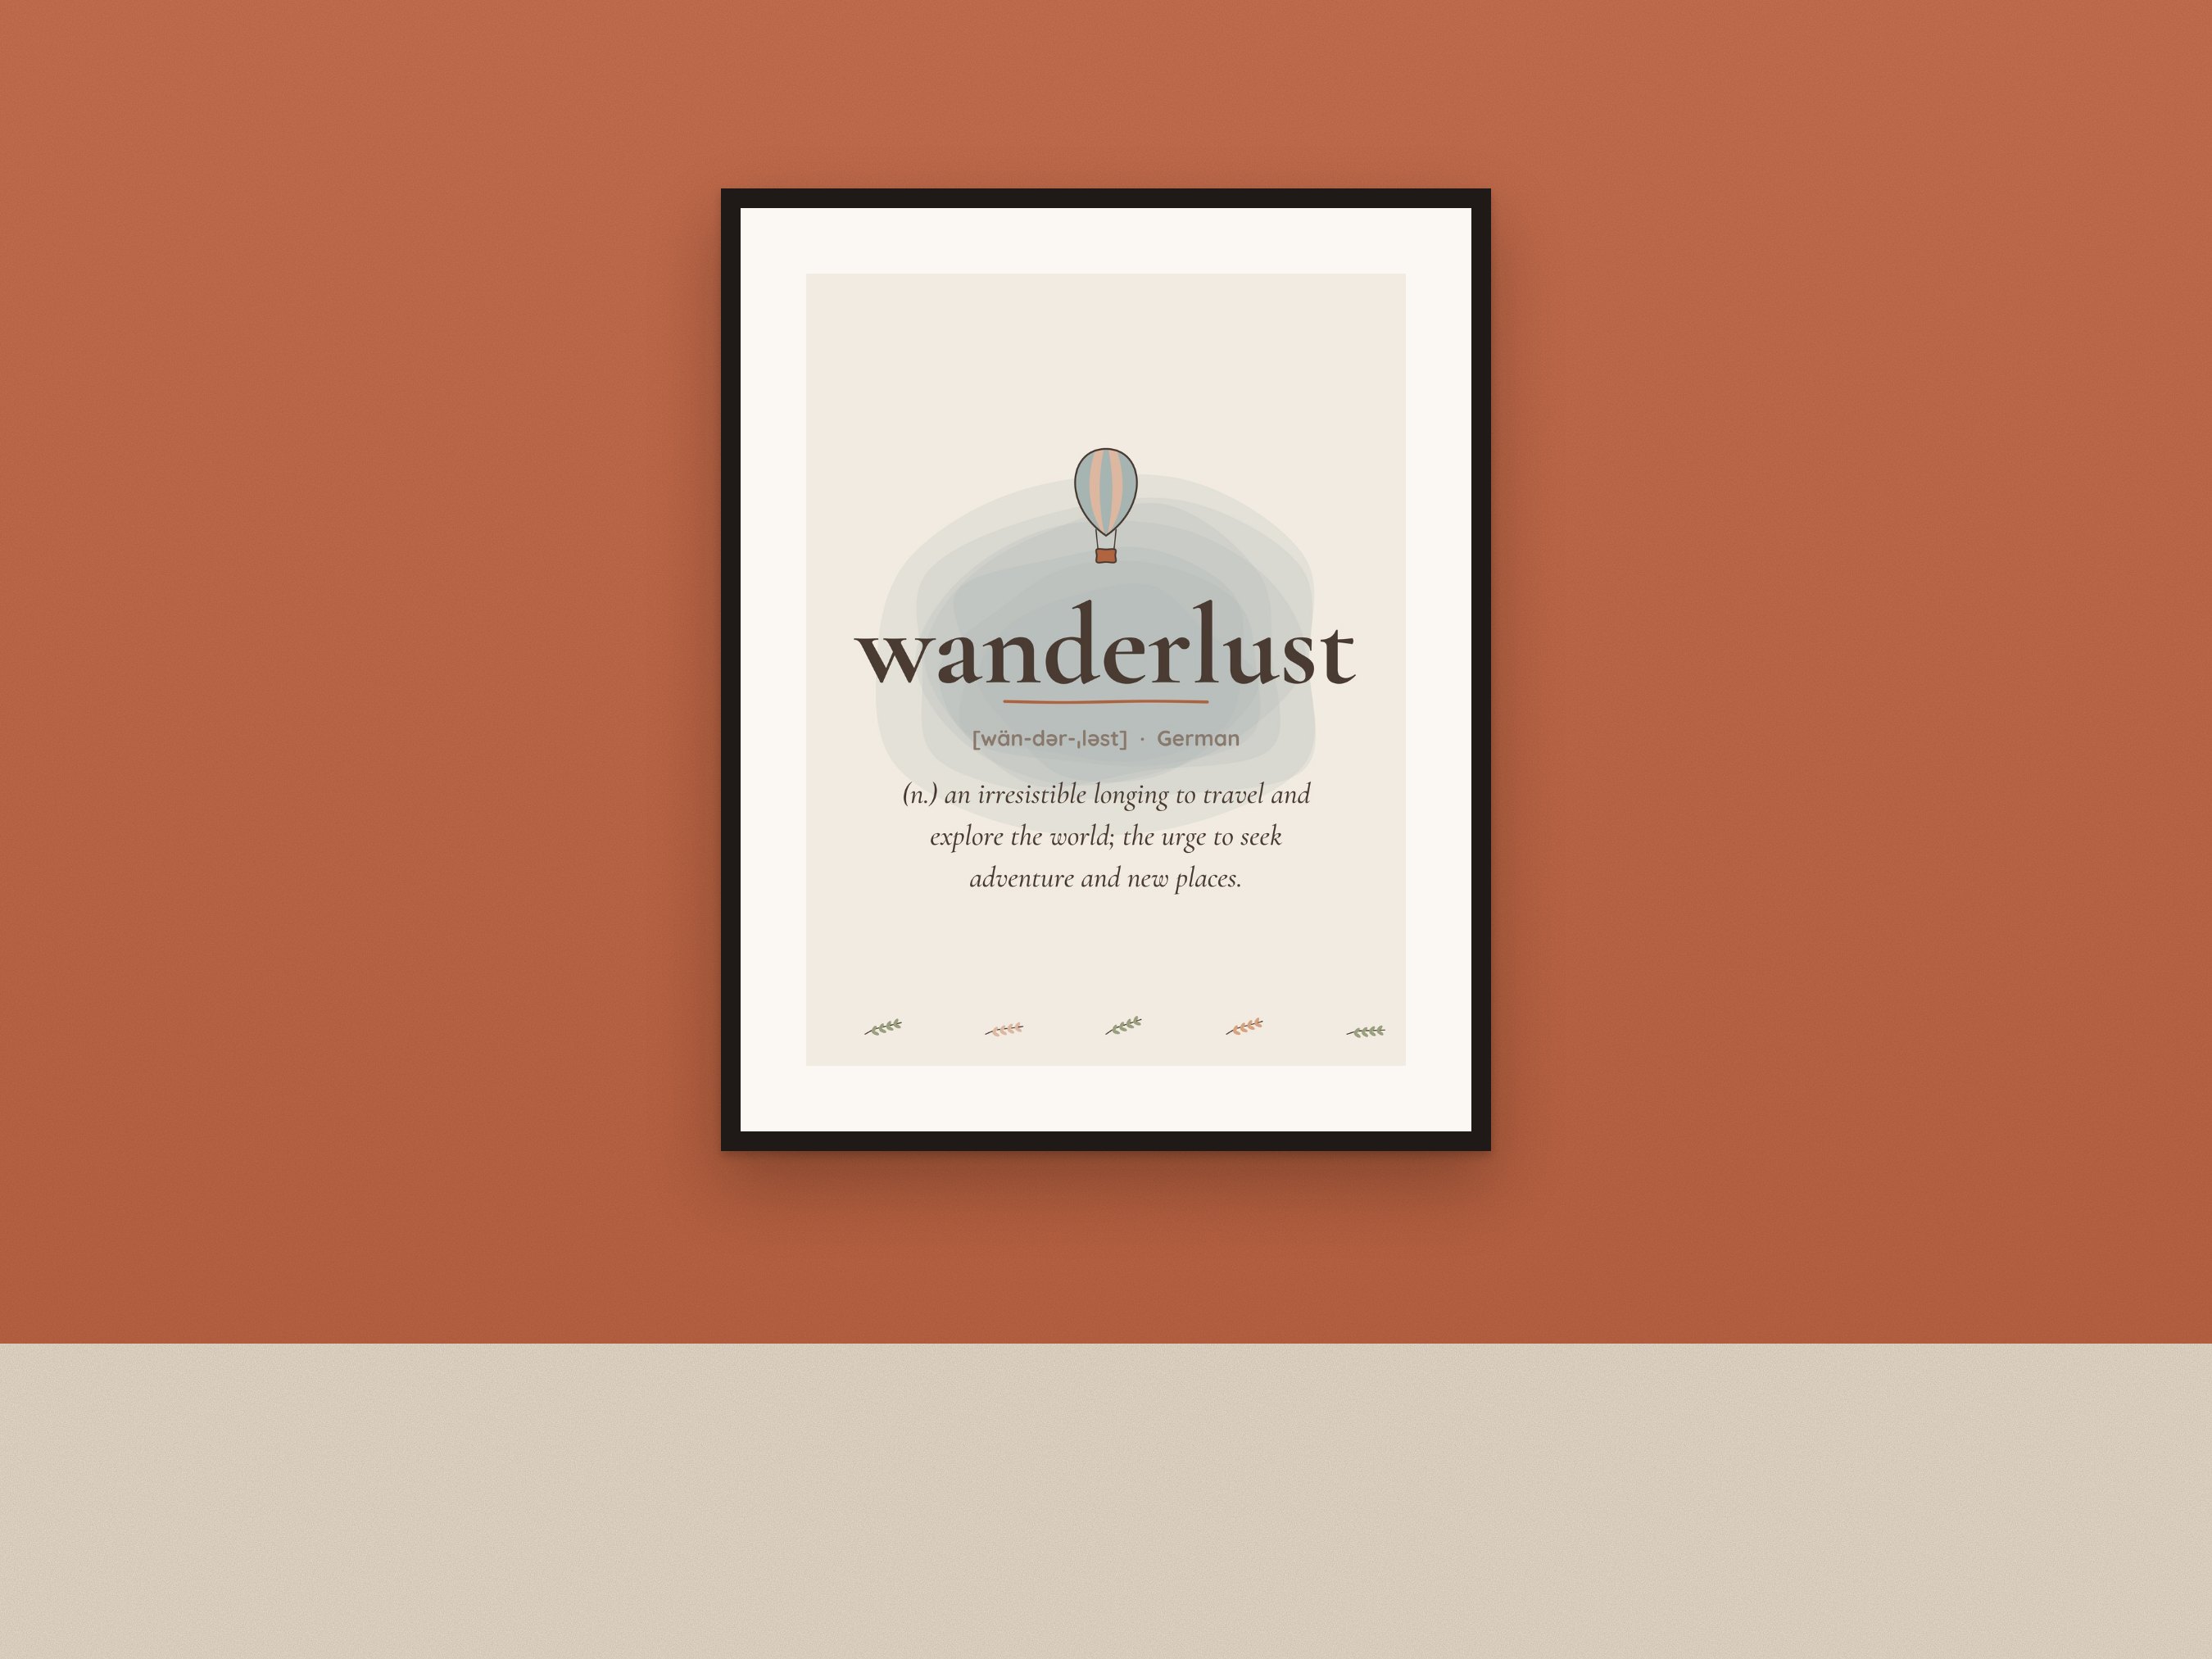 wanderlust
[wän-dər-ˌləst] · German
(n.) an irresistible longing to travel and
explore the world; the urge to seek
adventure and new places.